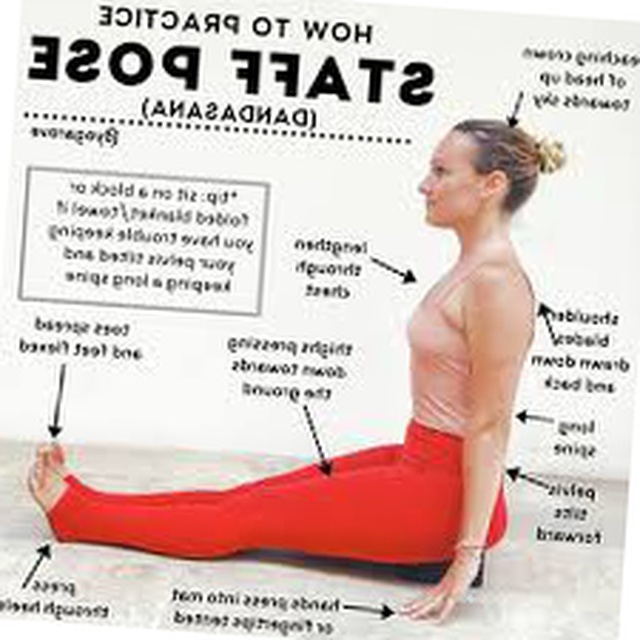 HOW TO PRACTICE
STAFF POSE
(DANDASANA)
@yogarove
*tip: sit on a block or
folded blanket/towel if
you have trouble keeping
your pelvis tilted and
keeping a long spine
reaching crown
of head up
towards sky
lengthen
through
chest
shoulder
blades
drawn down
and back
toes spread
and feet flexed
thighs pressing
down towards
the ground
long
spine
pelvis
tilts
forward
press
through heels
hands press into mat
or fingertips tented